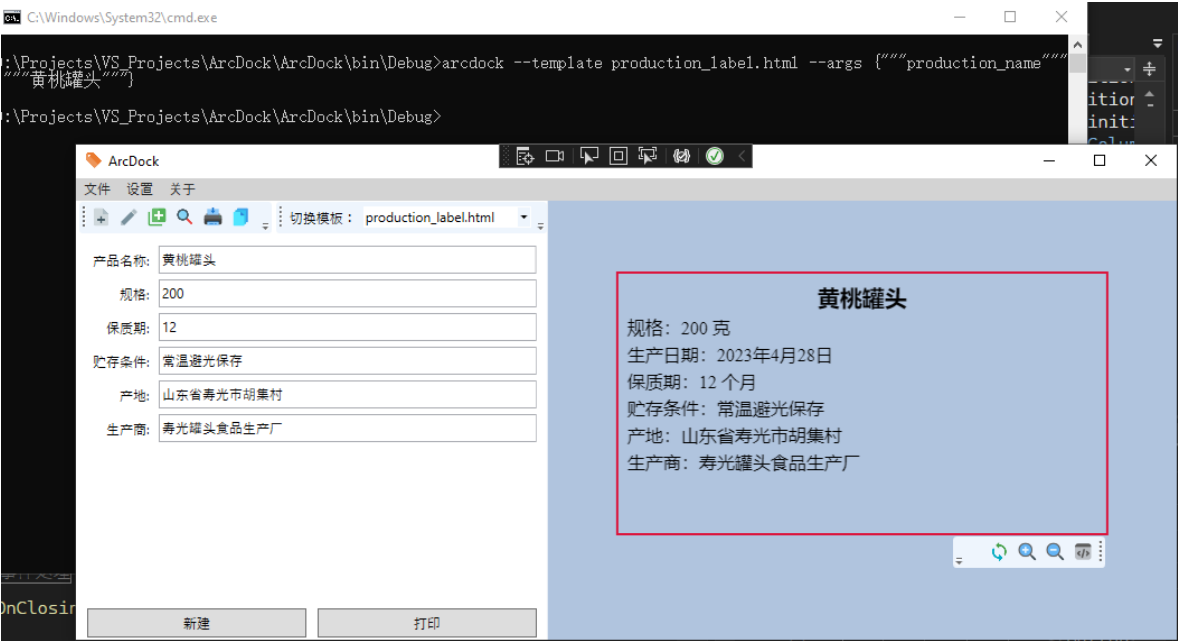 C:\Windows\System32\cmd.exe
:\Projects\VS_Projects\ArcDock\ArcDock\bin\Debug>arcdock --template production_label.html --args {"""production_name"""
"""黄桃罐头"""}
:\Projects\VS_Projects\ArcDock\ArcDock\bin\Debug>
ArcDock
文件 设置 关于
切换模板： production_label.html
产品名称: 黄桃罐头
规格: 200
保质期: 12
贮存条件: 常温避光保存
产地: 山东省寿光市胡集村
生产商: 寿光罐头食品生产厂
新建 打印
黄桃罐头
规格：200 克
生产日期：2023年4月28日
保质期：12 个月
贮存条件：常温避光保存
产地：山东省寿光市胡集村
生产商：寿光罐头食品生产厂
OnClosin